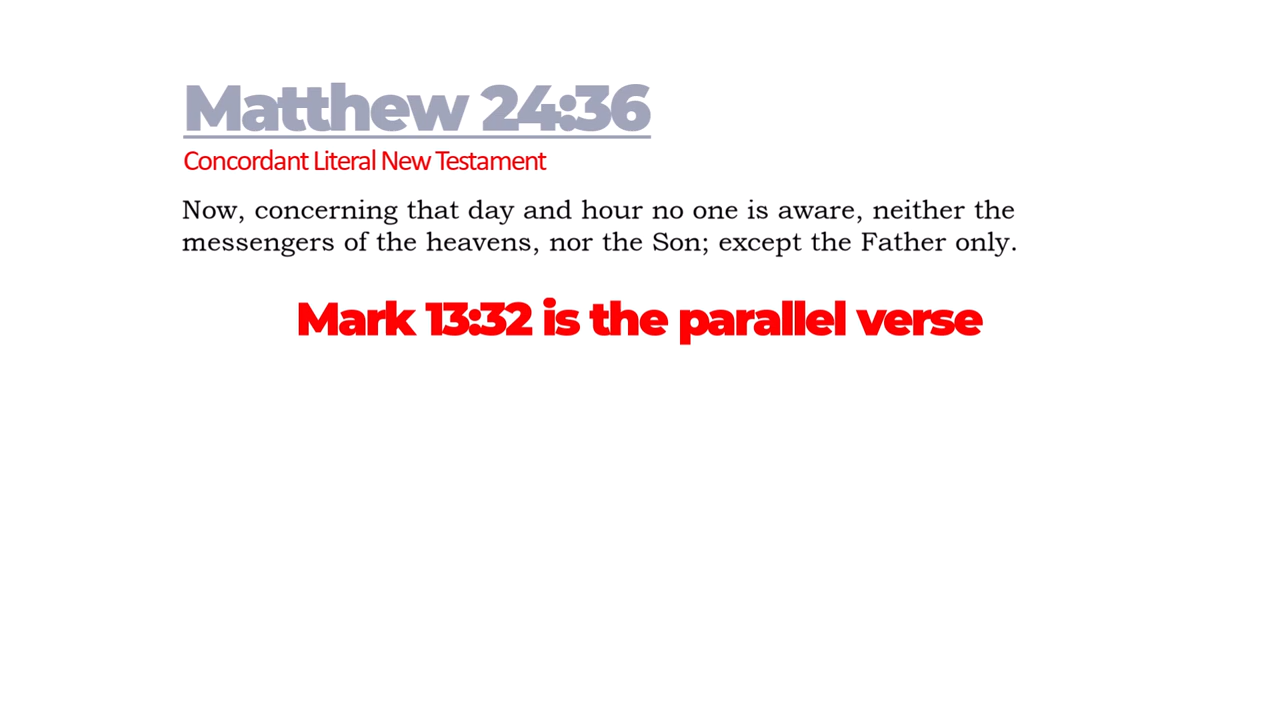 Matthew 24:36
Concordant Literal New Testament
Now, concerning that day and hour no one is aware, neither the
messengers of the heavens, nor the Son; except the Father only.
Mark 13:32 is the parallel verse